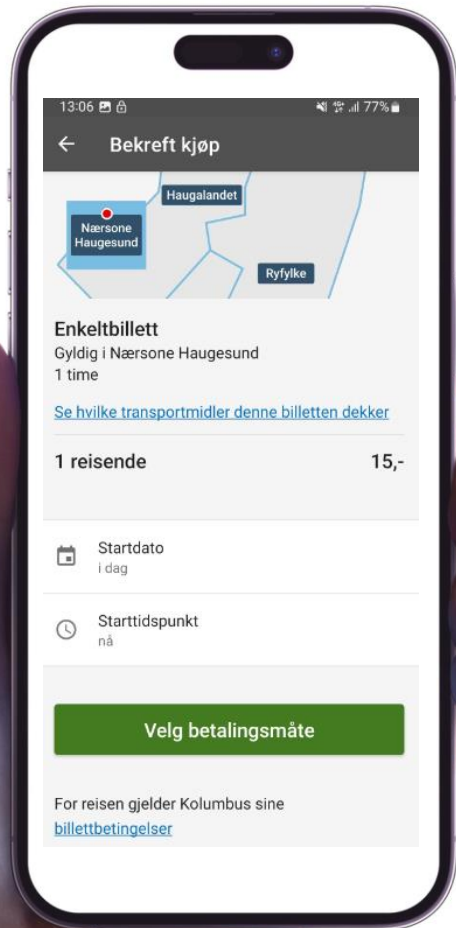 13:06 77%
Bekreft kjøp
Haugalandet
Nærsone
Haugesund
Ryfylke
Enkeltbillett
Gyldig i Nærsone Haugesund
1 time
Se hvilke transportmidler denne billetten dekker
1 reisende 15,-
Startdato
i dag
Starttidspunkt
nå
Velg betalingsmåte
For reisen gjelder Kolumbus sine
billettbetingelser